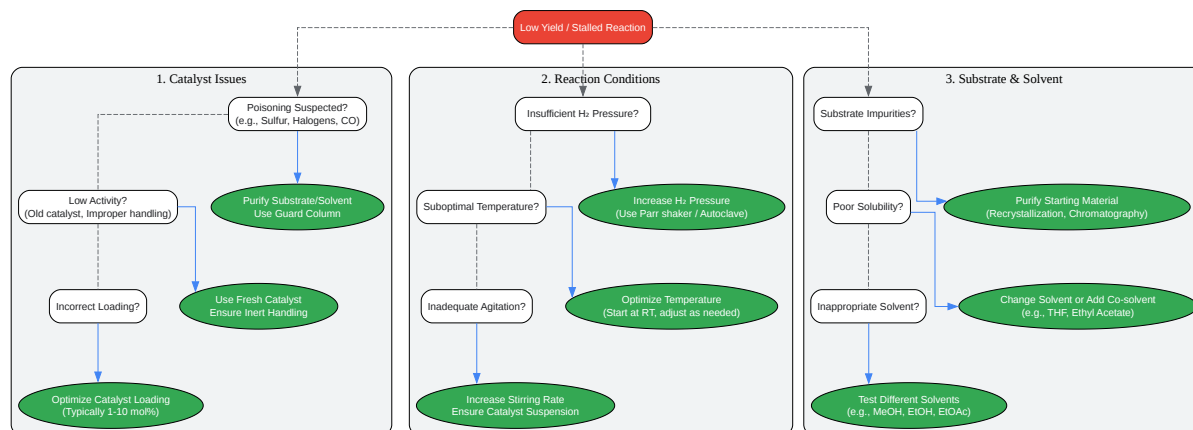 Low Yield / Stalled Reaction
1. Catalyst Issues
Poisoning Suspected?
(e.g., Sulfur, Halogens, CO)
Low Activity?
(Old catalyst, Improper handling)
Purify Substrate/Solvent
Use Guard Column
Incorrect Loading?
Use Fresh Catalyst
Ensure Inert Handling
Optimize Catalyst Loading
(Typically 1-10 mol%)
2. Reaction Conditions
Insufficient H₂ Pressure?
Suboptimal Temperature?
Increase H₂ Pressure
(Use Parr shaker / Autoclave)
Inadequate Agitation?
Optimize Temperature
(Start at RT, adjust as needed)
Increase Stirring Rate
Ensure Catalyst Suspension
3. Substrate & Solvent
Substrate Impurities?
Poor Solubility?
Purify Starting Material
(Recrystallization, Chromatography)
Inappropriate Solvent?
Change Solvent or Add Co-solvent
(e.g., THF, Ethyl Acetate)
Test Different Solvents
(e.g., MeOH, EtOH, EtOAc)